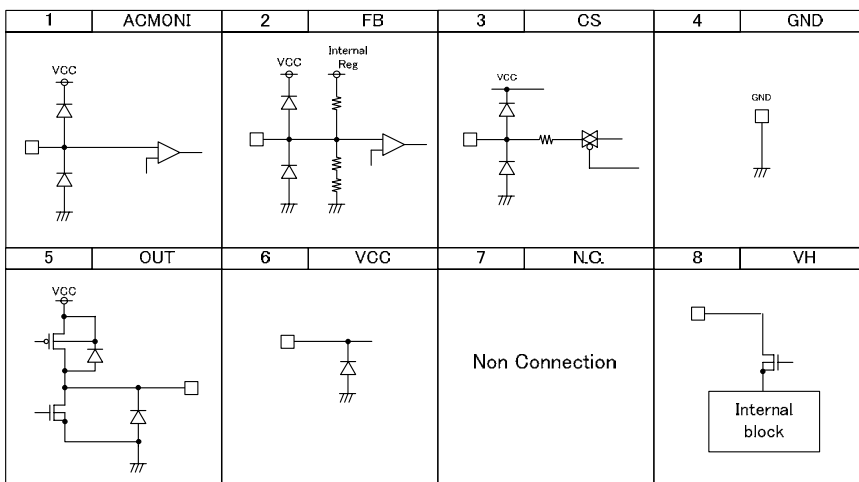 1 ACMONI 2 FB 3 CS 4 GND
VCC
VCC
Internal
Reg
VCC
GND
5 OUT 6 VCC 7 N.C. 8 VH
VCC
Non Connection
Internal
block